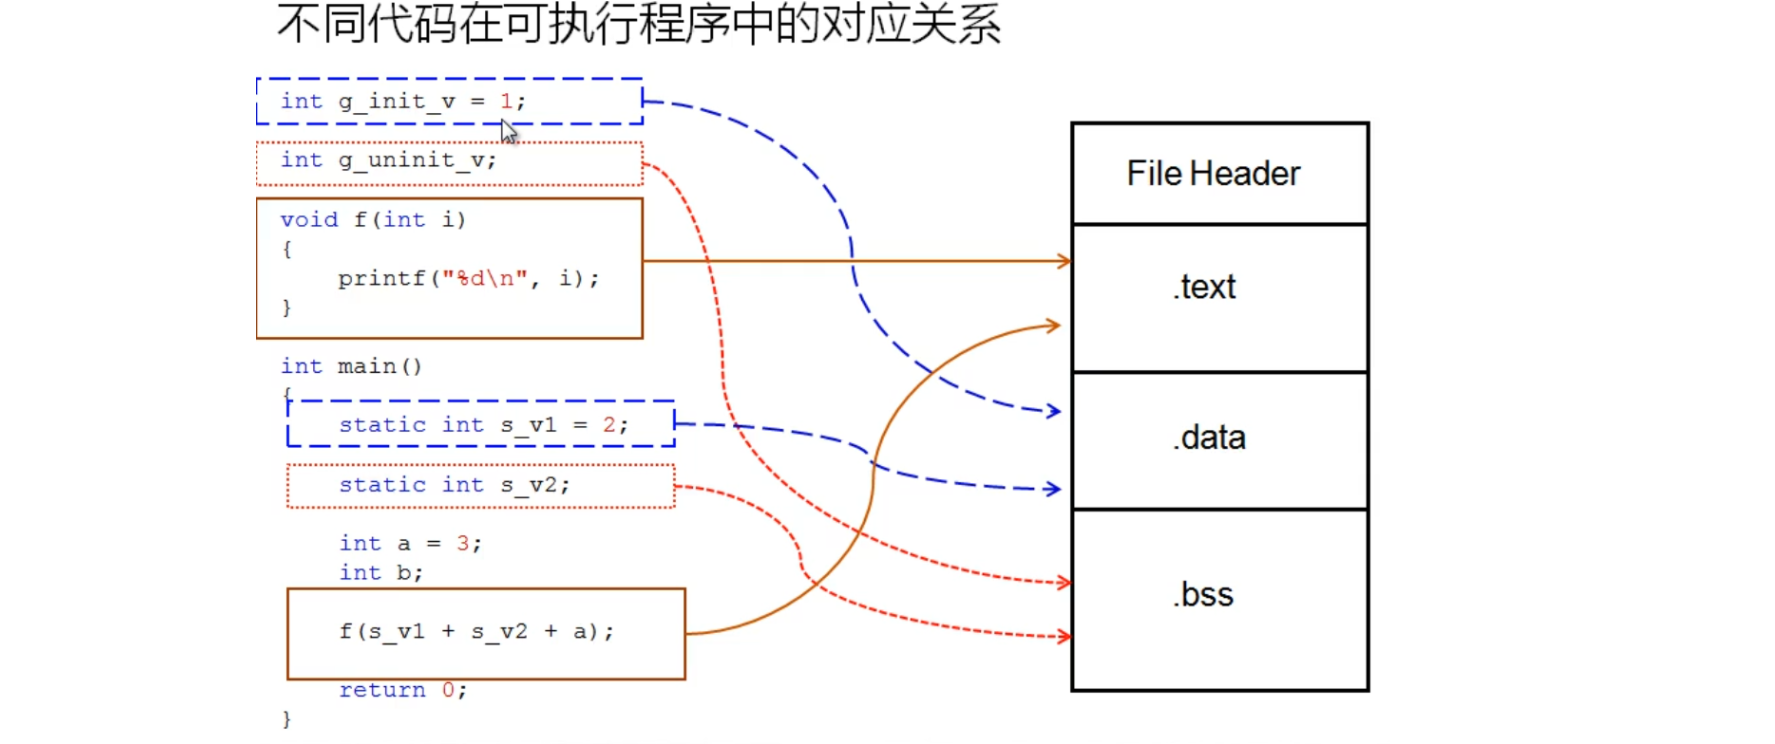 不同代码在可执行程序中的对应关系
int g_init_v = 1;
int g_uninit_v;
void f(int i)
{
printf("%d\n", i);
}
int main()
{
static int s_v1 = 2;
static int s_v2;
int a = 3;
int b;
f(s_v1 + s_v2 + a);
return 0;
}
File Header
.text
.data
.bss